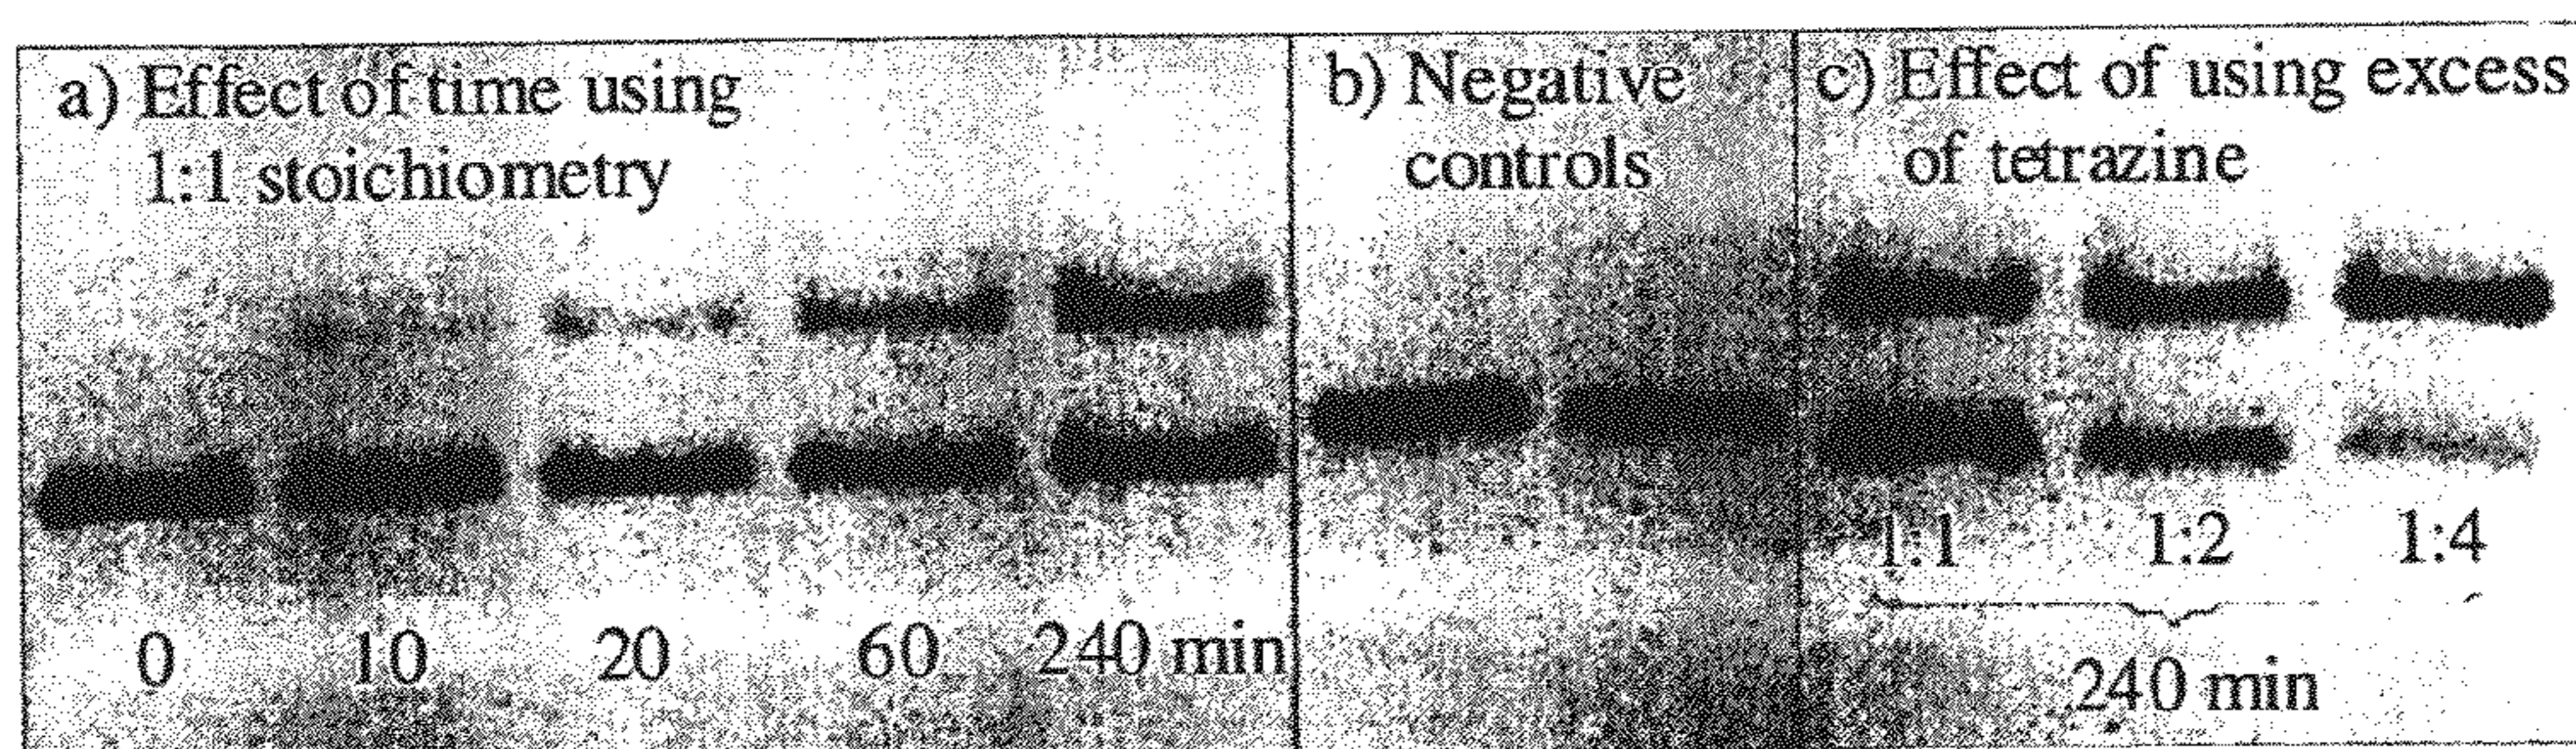 a) Effect of time using
1:1 stoichiometry
b) Negative
controls
c) Effect of using excess
of tetrazine
0 10 20 60 240 min
1:1 1:2 1:4
240 min